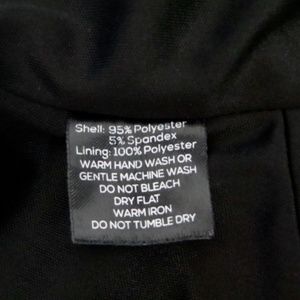 Shell: 95% Polyester
5% Spandex
Lining: 100% Polyester
WARM HAND WASH OR
GENTLE MACHINE WASH
DO NOT BLEACH
DRY FLAT
WARM IRON
DO NOT TUMBLE DRY